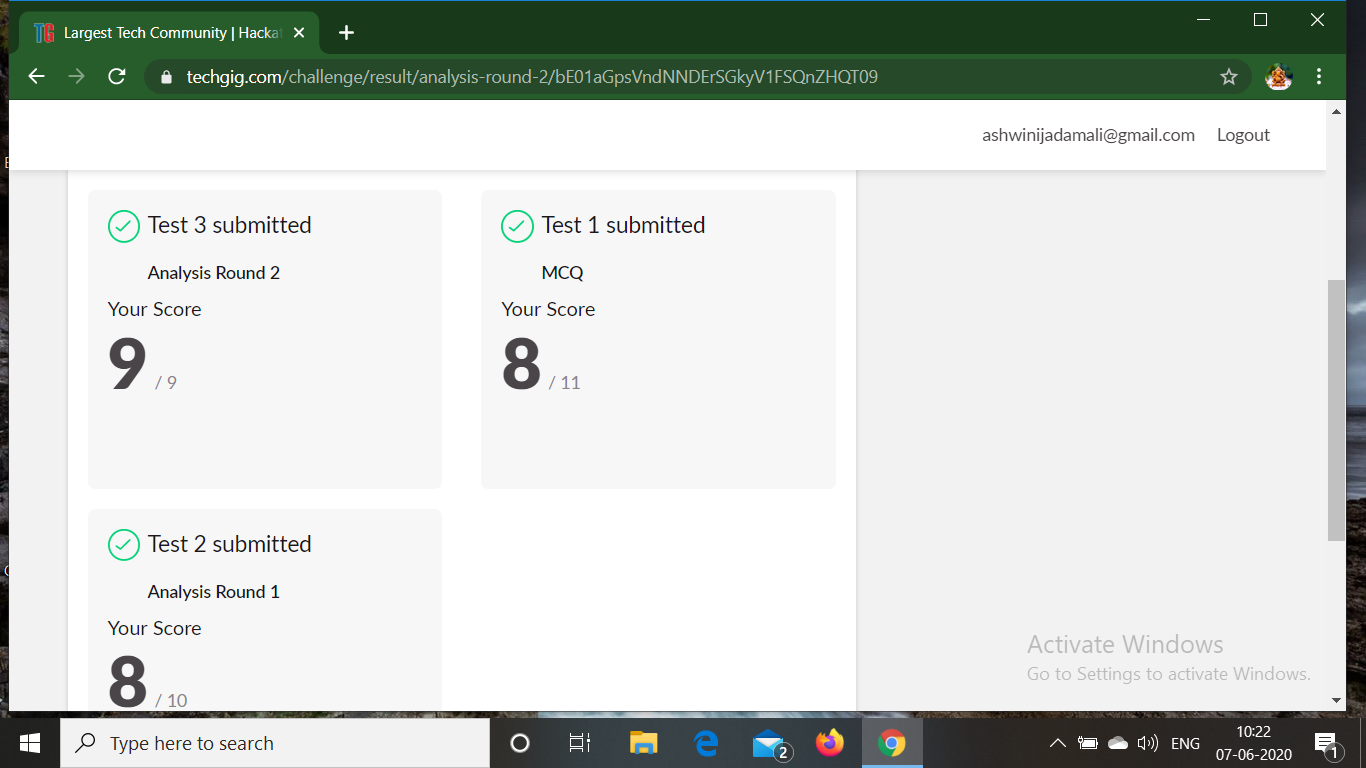 TG Largest Tech Community | Hacka
techgig.com/challenge/result/analysis-round-2/bE01aGpsVndNNDErSGkyV1FSQnZHQT09
ashwinijadamali@gmail.com Logout
Test 3 submitted
Analysis Round 2
Your Score
9 / 9
Test 1 submitted
MCQ
Your Score
8 / 11
Test 2 submitted
Analysis Round 1
Your Score
8 / 10
Activate Windows
Go to Settings to activate Windows.
Type here to search
2
ENG
10:22
07-06-2020
1